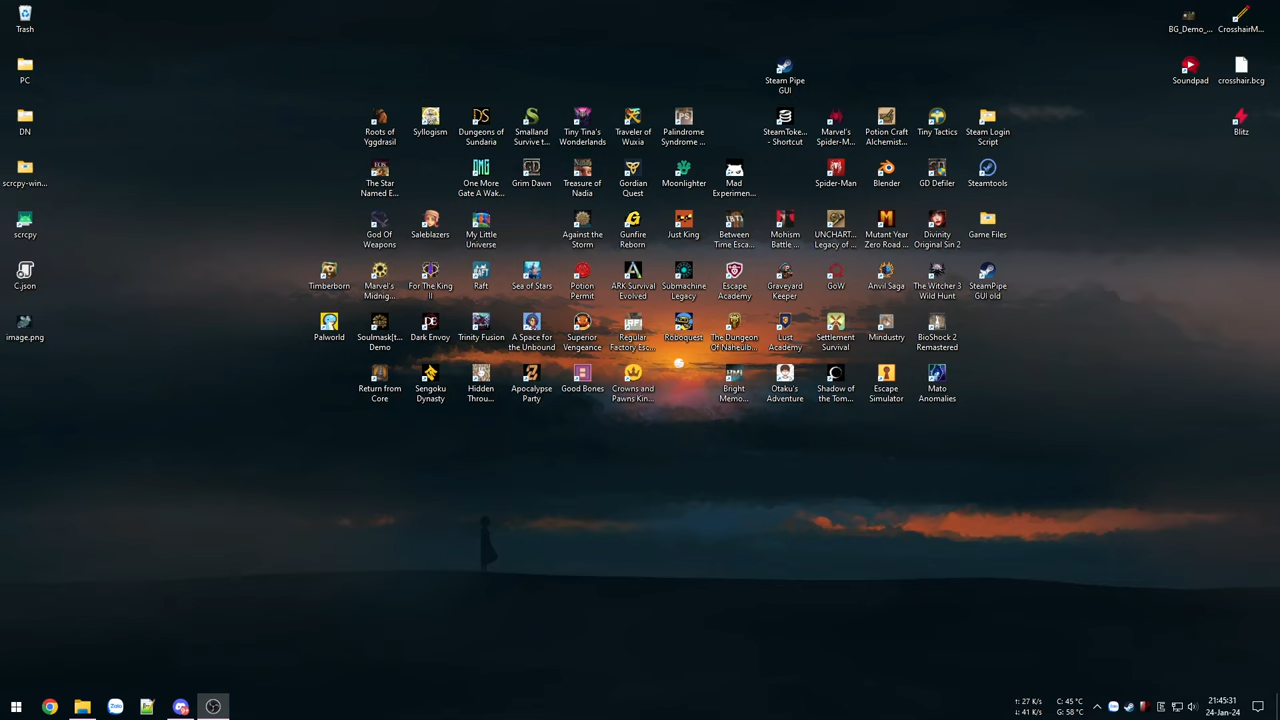 Trash
BG_Demo_...
CrosshairM...
PC
Steam Pipe
GUI
Soundpad
crosshair.bcg
DN
Roots of
Yggdrasil
Syllogism
Dungeons of
Sundaria
Smalland
Survive t...
Tiny Tina's
Wonderlands
Traveler of
Wuxia
Palindrome
Syndrome ...
SteamToke...
- Shortcut
Marvel's
Spider-M...
Potion Craft
Alchemist...
Tiny Tactics
Steam Login
Script
Blitz
scrcpy-win...
The Star
Named E...
One More
Gate A Wak...
Grim Dawn
Treasure of
Nadia
Gordian
Quest
Moonlighter
Mad
Experimen...
Spider-Man
Blender
GD Defiler
Steamtools
scrcpy
God Of
Weapons
Saleblazers
My Little
Universe
Against the
Storm
Gunfire
Reborn
Just King
Between
Time Esca...
Mohism
Battle ...
UNCHART...
Legacy of ...
Mutant Year
Zero Road ...
Divinity
Original Sin 2
Game Files
C.json
Timberborn
Marvel's
Midnig...
For The King
II
Raft
Sea of Stars
Potion
Permit
ARK Survival
Evolved
Submachine
Legacy
Escape
Academy
Graveyard
Keeper
GoW
Anvil Saga
The Witcher 3
Wild Hunt
SteamPipe
GUI old
image.png
Palworld
Soulmask[t...
Demo
Dark Envoy
Trinity Fusion
A Space for
the Unbound
Superior
Vengeance
Regular
Factory Esc...
Roboquest
The Dungeon
Of Naheulb...
Lust
Academy
Settlement
Survival
Mindustry
BioShock 2
Remastered
Return from
Core
Sengoku
Dynasty
Hidden
Throu...
Apocalypse
Party
Good Bones
Crowns and
Pawns Kin...
Bright
Memo...
Otaku's
Adventure
Shadow of
the Tom...
Escape
Simulator
Mato
Anomalies
Zalo
↑: 27 K/s
↓: 41 K/s
C: 45 °C
G: 58 °C
21:45:31
24-Jan-24